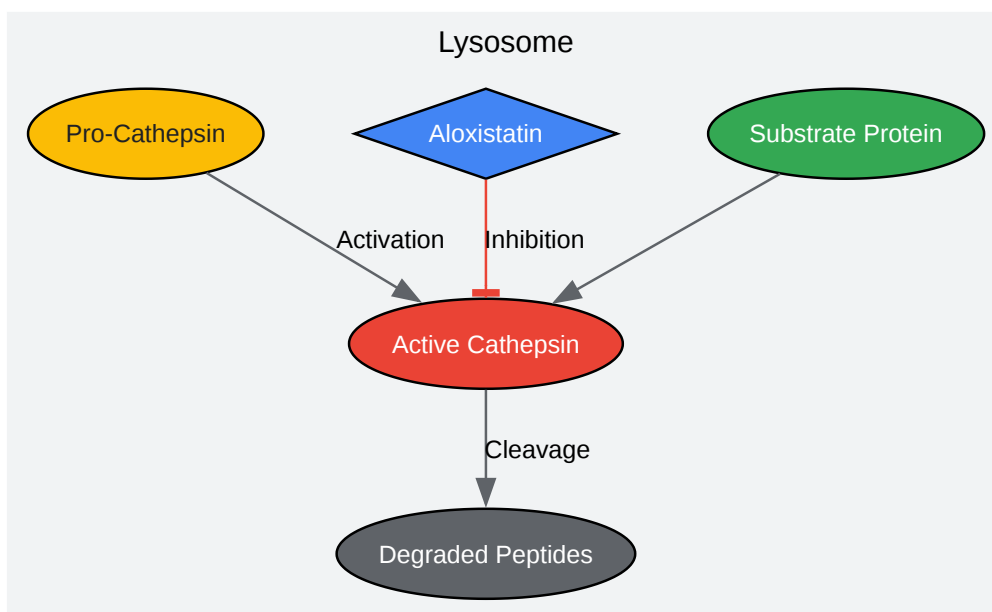 Lysosome
Pro-Cathepsin
Aloxistatin
Substrate Protein
Activation
Inhibition
Active Cathepsin
Cleavage
Degraded Peptides